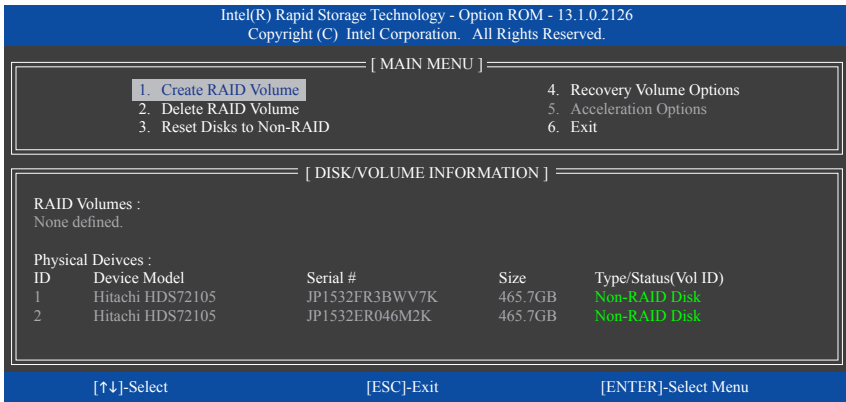 Intel(R) Rapid Storage Technology - Option ROM - 13.1.0.2126
Copyright (C) Intel Corporation. All Rights Reserved.
[ MAIN MENU ]
1. Create RAID Volume
2. Delete RAID Volume
3. Reset Disks to Non-RAID
4. Recovery Volume Options
5. Acceleration Options
6. Exit
[ DISK/VOLUME INFORMATION ]
RAID Volumes :
None defined.
Physical Deivces :
ID Device Model Serial # Size Type/Status(Vol ID)
1 Hitachi HDS72105 JP1532FR3BWV7K 465.7GB Non-RAID Disk
2 Hitachi HDS72105 JP1532ER046M2K 465.7GB Non-RAID Disk
[↑↓]-Select [ESC]-Exit [ENTER]-Select Menu